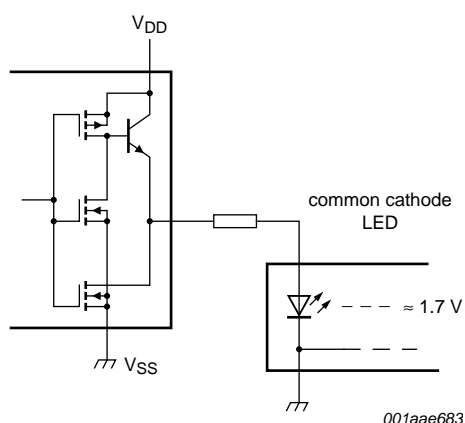 VDD
common cathode
LED
≈ 1.7 V
VSS
001aae683